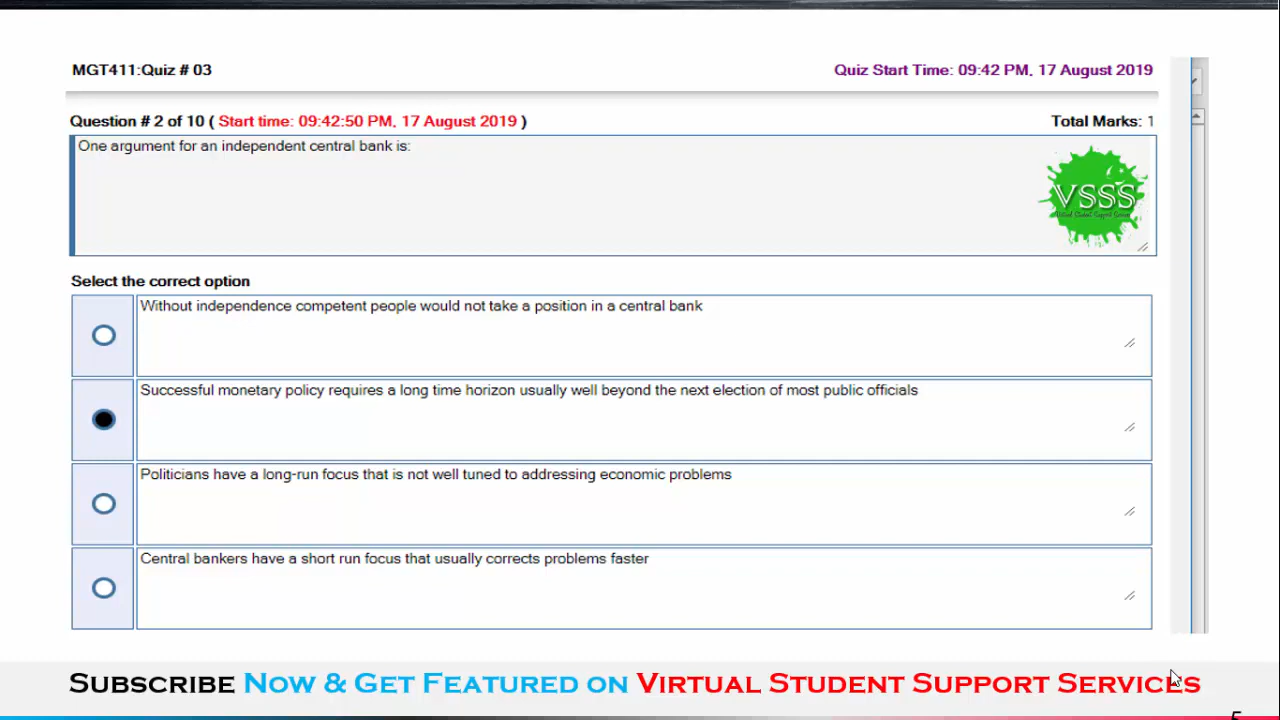 MGT411:Quiz # 03
Quiz Start Time: 09:42 PM, 17 August 2019
Question # 2 of 10 ( Start time: 09:42:50 PM, 17 August 2019 )
Total Marks: 1
One argument for an independent central bank is:
VSSS
Select the correct option
Without independence competent people would not take a position in a central bank
Successful monetary policy requires a long time horizon usually well beyond the next election of most public officials
Politicians have a long-run focus that is not well tuned to addressing economic problems
Central bankers have a short run focus that usually corrects problems faster
SUBSCRIBE NOW & GET FEATURED ON VIRTUAL STUDENT SUPPORT SERVICES